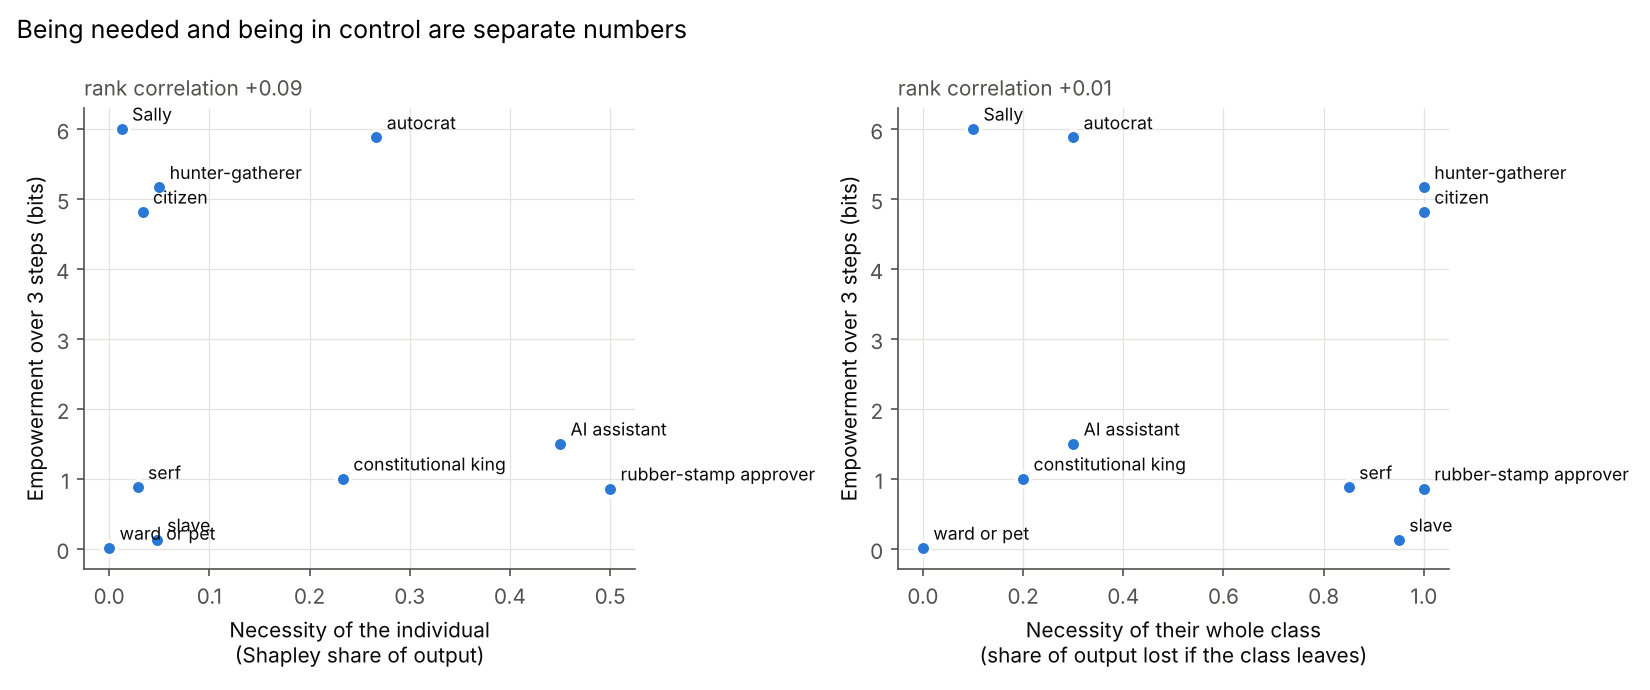 Being needed and being in control are separate numbers
rank correlation +0.09
Empowerment over 3 steps (bits)
6
5
4
3
2
1
0
Sally
autocrat
hunter-gatherer
citizen
AI assistant
constitutional king
rubber-stamp approver
serf
slave
ward or pet
0.0 0.1 0.2 0.3 0.4 0.5
Necessity of the individual
(Shapley share of output)
rank correlation +0.01
Empowerment over 3 steps (bits)
6
5
4
3
2
1
0
Sally
autocrat
hunter-gatherer
citizen
AI assistant
constitutional king
serf
rubber-stamp approver
slave
ward or pet
0.0 0.2 0.4 0.6 0.8 1.0
Necessity of their whole class
(share of output lost if the class leaves)